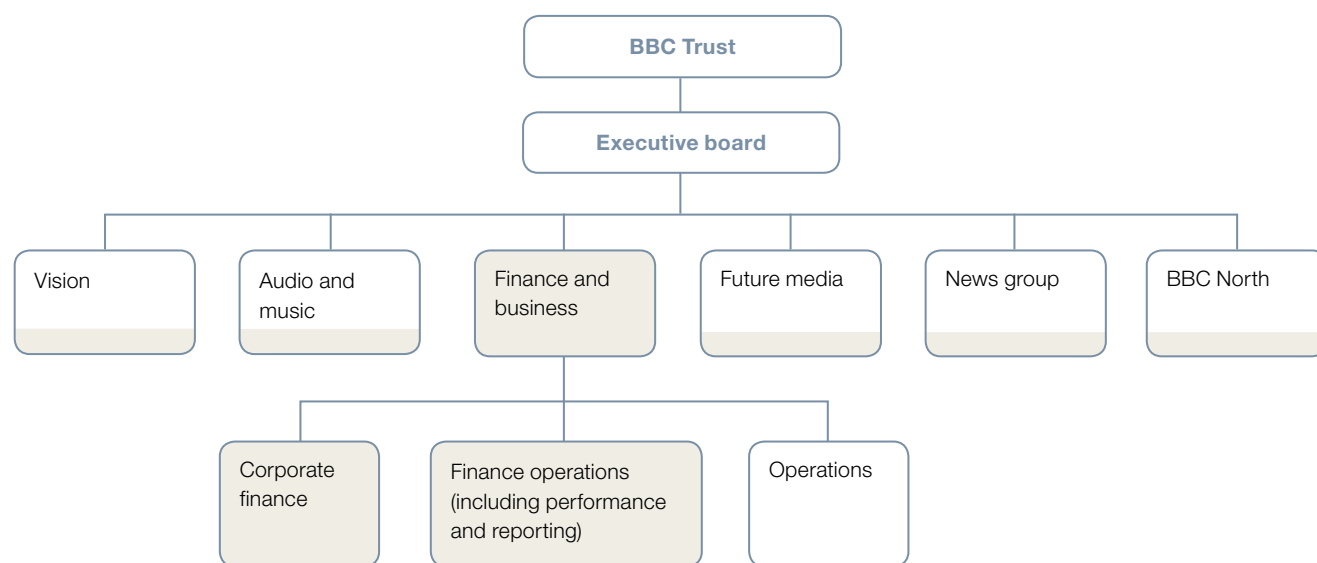 BBC Trust
Executive board
Vision
Audio and
music
Finance and
business
Future media
News group
BBC North
Corporate
finance
Finance operations
(including performance
and reporting)
Operations